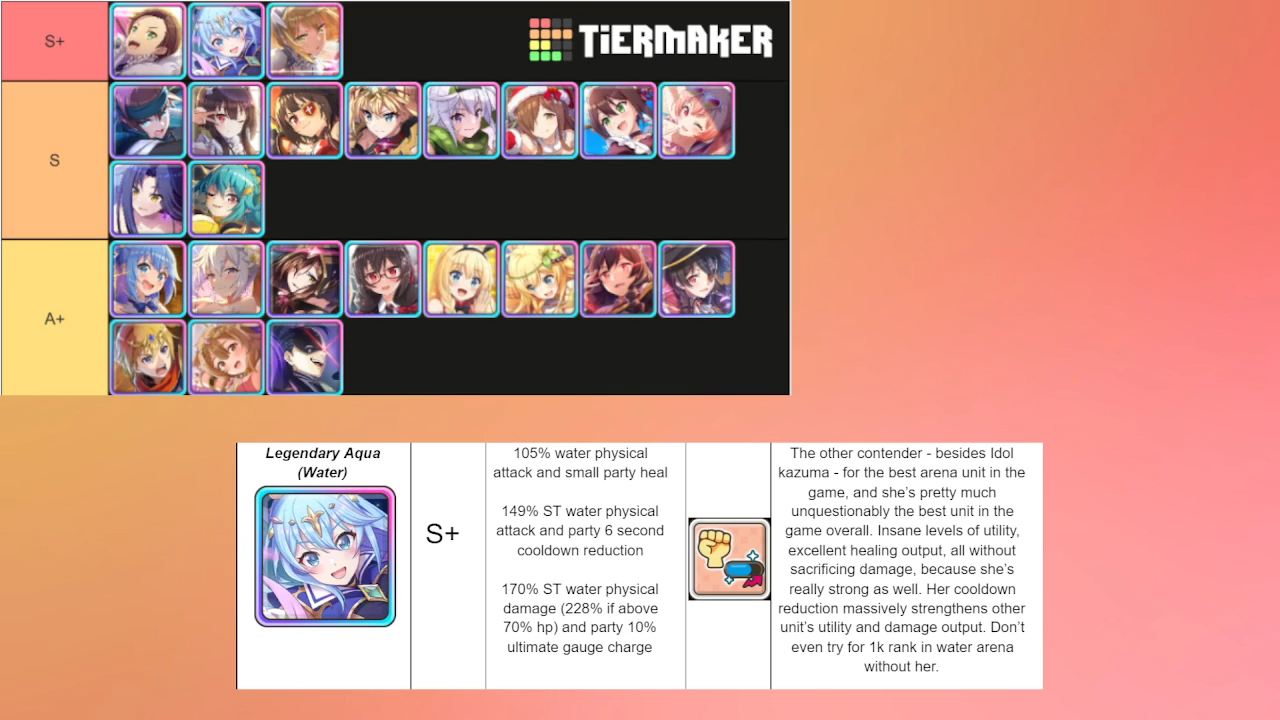 S+
TiERMAKER
S
A+
Legendary Aqua
(Water)
S+
105% water physical
attack and small party heal
149% ST water physical
attack and party 6 second
cooldown reduction
170% ST water physical
damage (228% if above
70% hp) and party 10%
ultimate gauge charge
The other contender - besides Idol
kazuma - for the best arena unit in the
game, and she's pretty much
unquestionably the best unit in the
game overall. Insane levels of utility,
excellent healing output, all without
sacrificing damage, because she's
really strong as well. Her cooldown
reduction massively strengthens other
unit's utility and damage output. Don't
even try for 1k rank in water arena
without her.